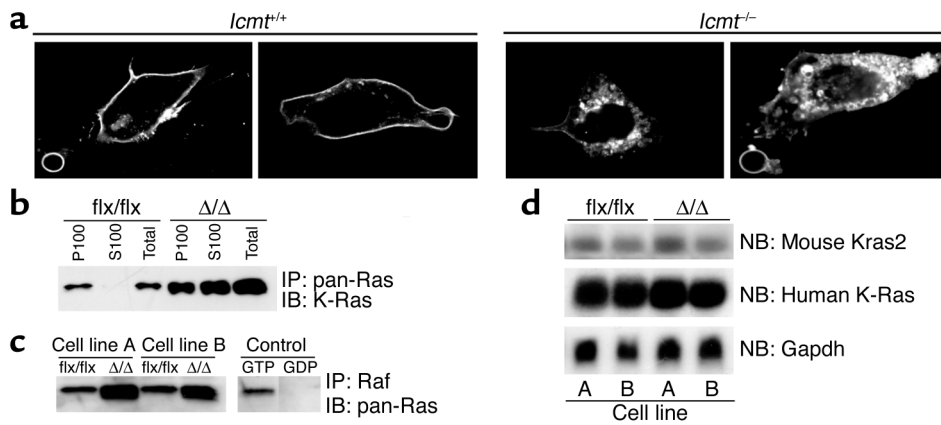 a
Icmt+/+
Icmt–/–
b
flx/flx
Δ/Δ
P100
S100
Total
P100
S100
Total
IP: pan-Ras
IB: K-Ras
c
Cell line A
Cell line B
Control
flx/flx
Δ/Δ
flx/flx
Δ/Δ
GTP
GDP
IP: Raf
IB: pan-Ras
d
flx/flx
Δ/Δ
NB: Mouse Kras2
NB: Human K-Ras
NB: Gapdh
A
B
A
B
Cell line